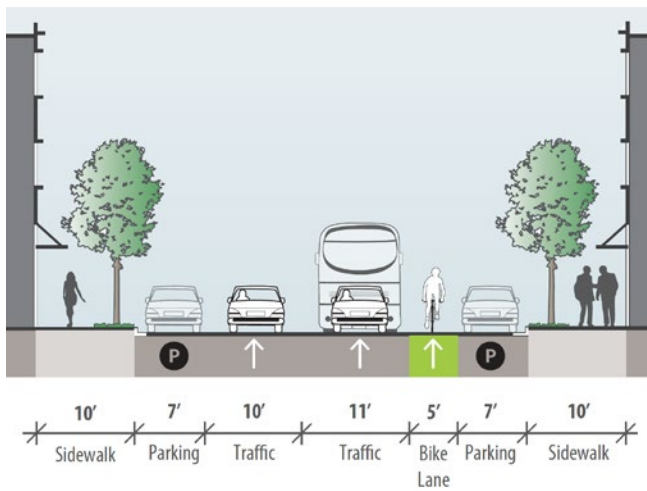 P P
10’ 7’ 10’ 11’ 5’ 7’ 10’
Sidewalk Parking Traffic Traffic Bike Parking Sidewalk
Lane